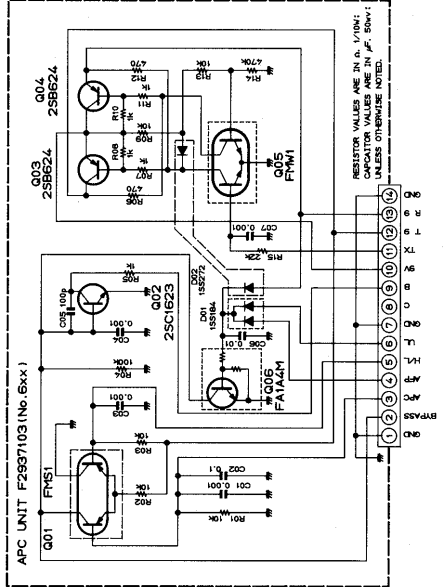 APC UNIT F2937103(No.6xx)
Q01
FMS1
R01 10k
C01 0.001
C02 0.1
R02
10k
R03
10k
C03
0.001
R04
100k
C04
0.001
C05 100p
R05
1k
Q02
2SC1623
Q06
FA1A4M
C06 0.01
D01
1SS184
D02
1SS272
Q03
2SB624
Q04
2SB624
R06
470
R07
1k
R08
1k
R09
10k
R10
1k
R11
1k
R12
470
R13
10k
R14
470k
Q05
FMW1
C07 0.001
R15
22k
RESISTOR VALUES ARE IN Ω. 1/10W:
CAPCAITOR VALUES ARE IN μF. 50wv:
UNLESS OTHERWISE NOTED.
1 GND
2 BYPASS
3 APC
4 AFP
5 H/L
6 UL
7 GND
8 C
9 B
10 9V
11 TX
12 T 9
13 R 9
14 GND